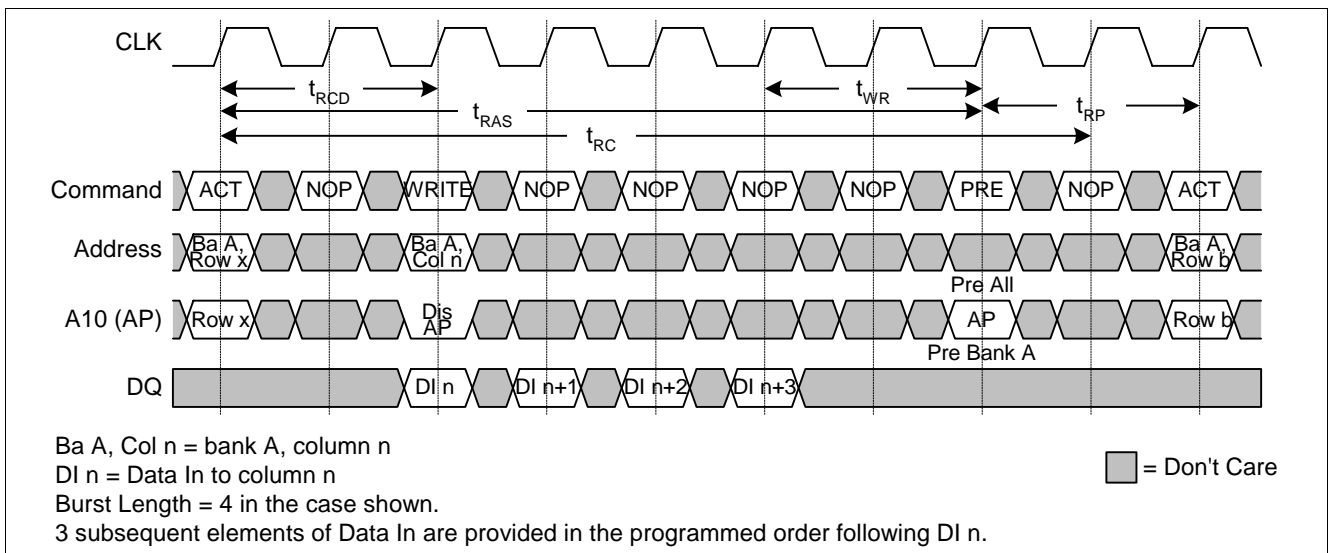 CLK
tRCD
tWR
tRAS
tRP
tRC
Command ACT NOP WRITE NOP NOP NOP NOP PRE NOP ACT
Address Ba A, Row x Ba A, Col n Ba A, Row b
Pre All
A10 (AP) Row x Dis AP AP Row b
Pre Bank A
DQ DI n DI n+1 DI n+2 DI n+3
Ba A, Col n = bank A, column n
DI n = Data In to column n
= Don't Care
Burst Length = 4 in the case shown.
3 subsequent elements of Data In are provided in the programmed order following DI n.